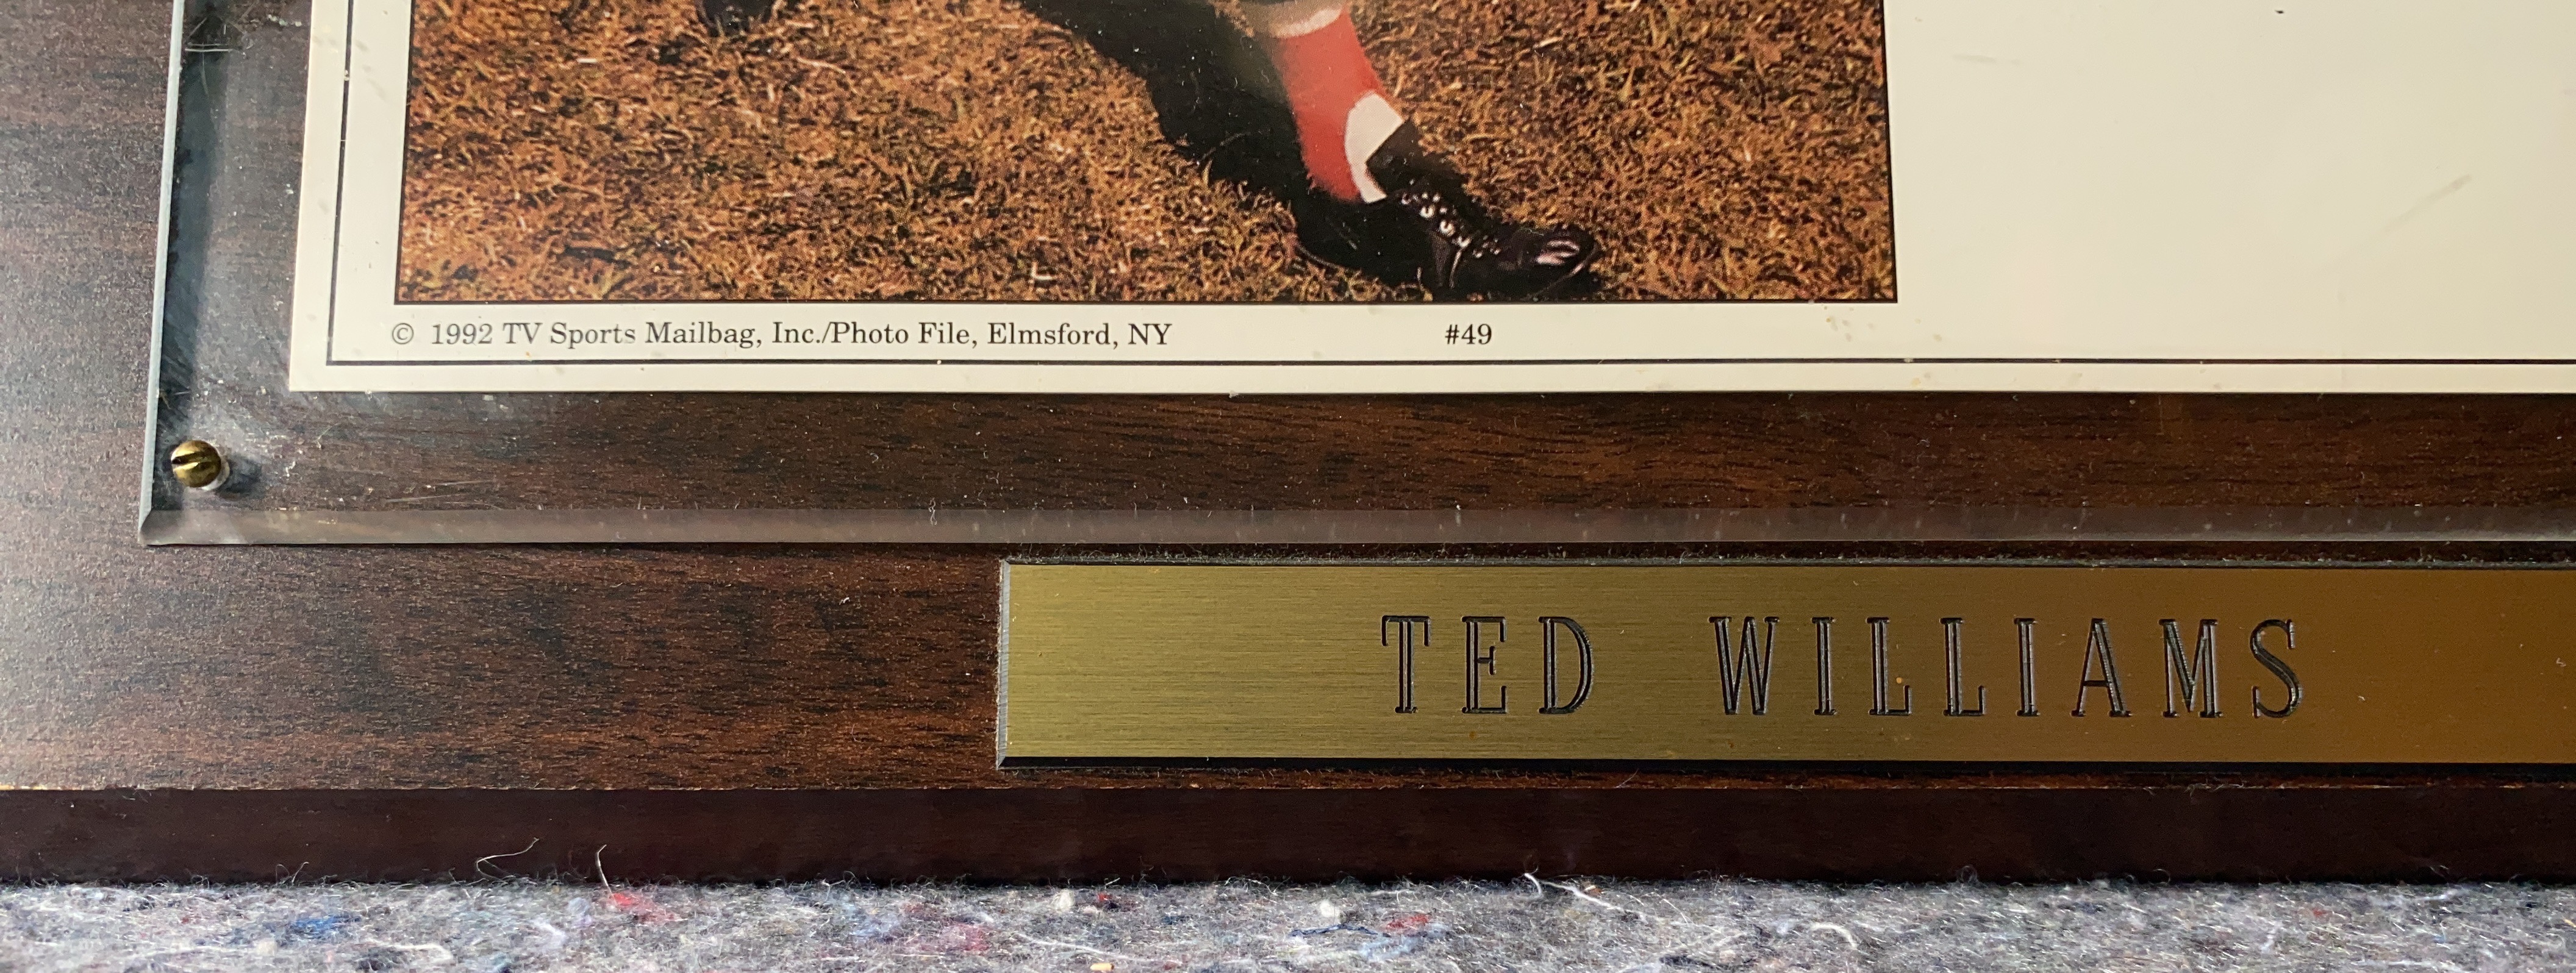 © 1992 TV Sports Mailbag, Inc./Photo File, Elmsford, NY #49
TED WILLIAMS